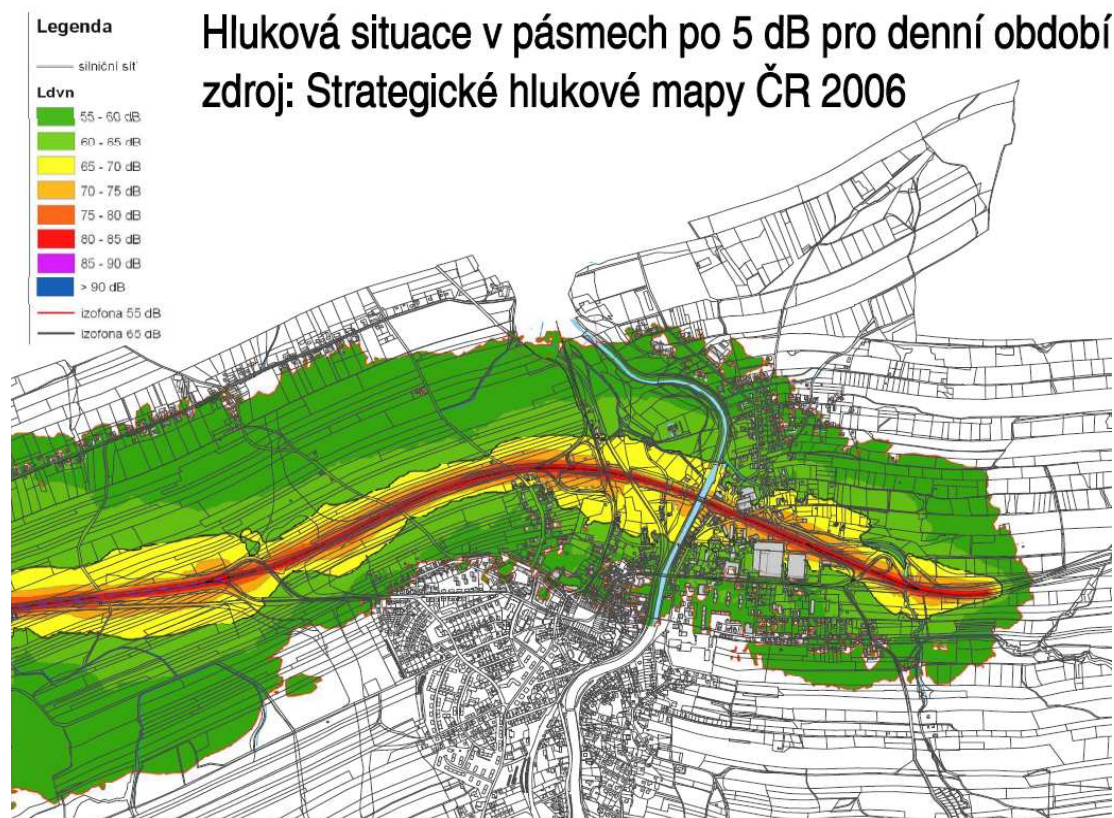 Legenda
Hluková situace v pásmech po 5 dB pro denní období
zdroj: Strategické hlukové mapy ČR 2006
silniční síť
Ldvn
55 - 60 dB
60 - 65 dB
65 - 70 dB
70 - 75 dB
75 - 80 dB
80 - 85 dB
85 - 90 dB
> 90 dB
izofona 55 dB
izofona 65 dB